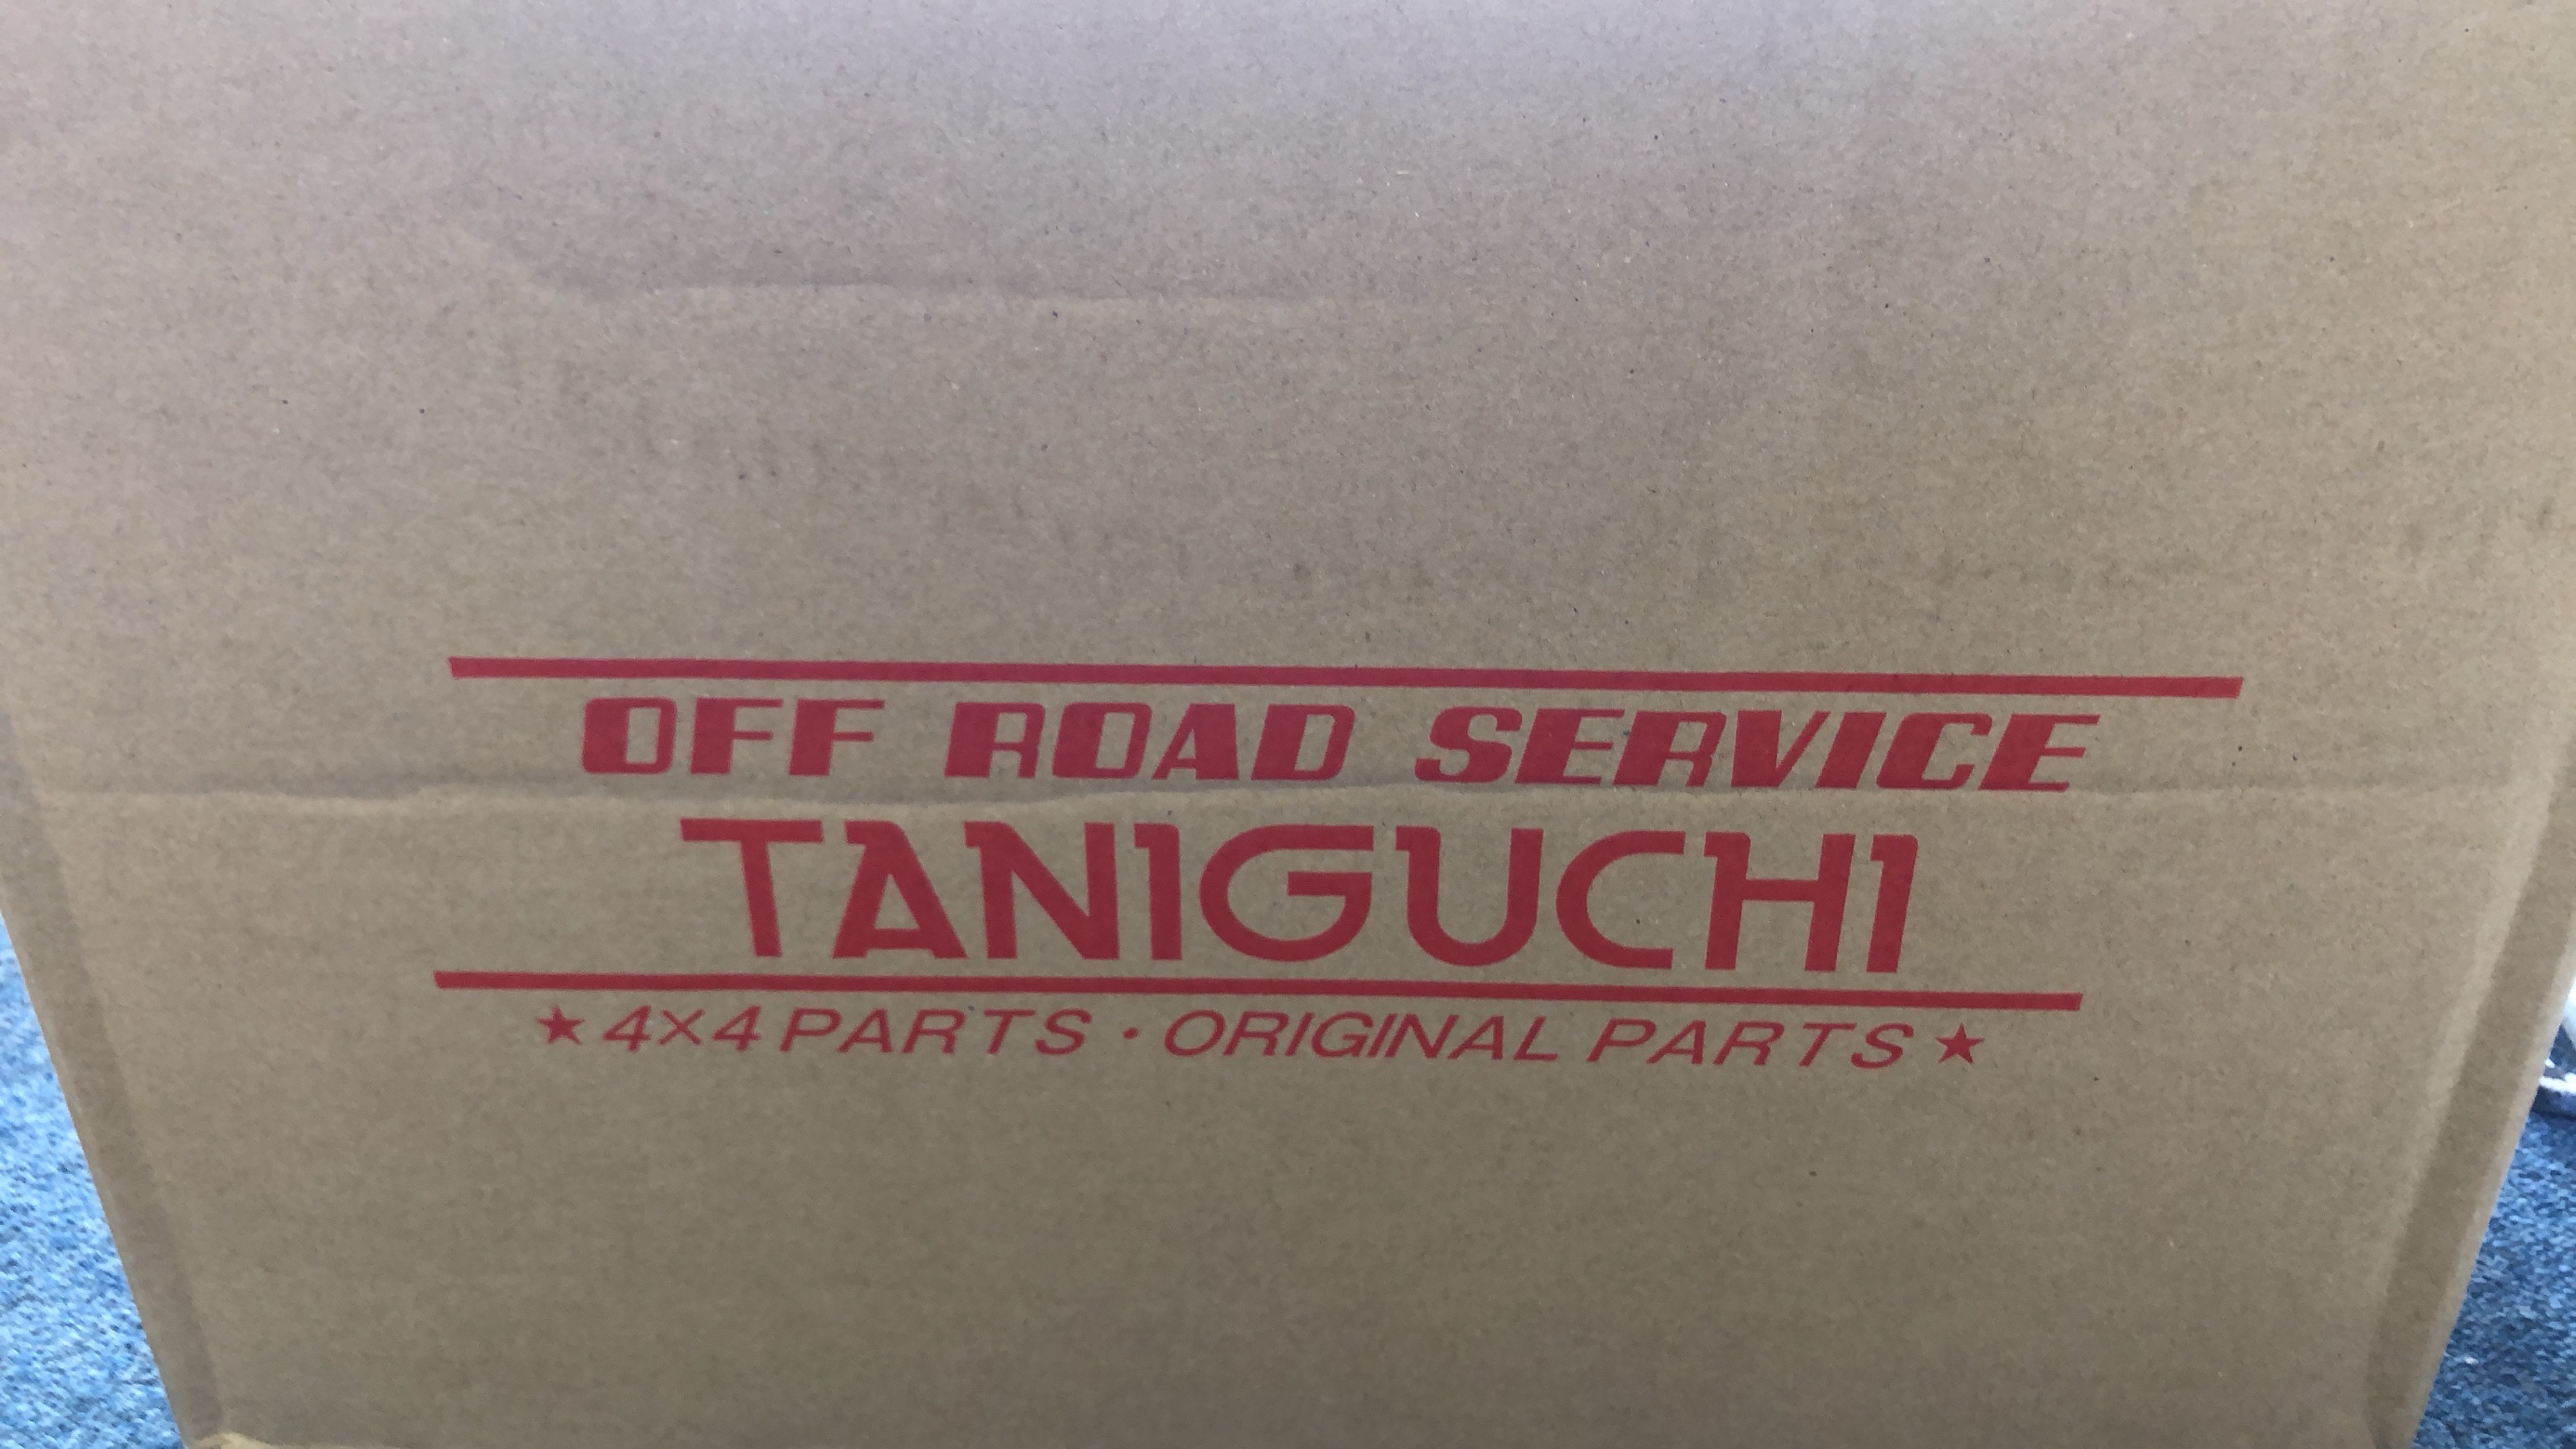 OFF ROAD SERVICE
TANIGUCHI
★4×4 PARTS・ORIGINAL PARTS★